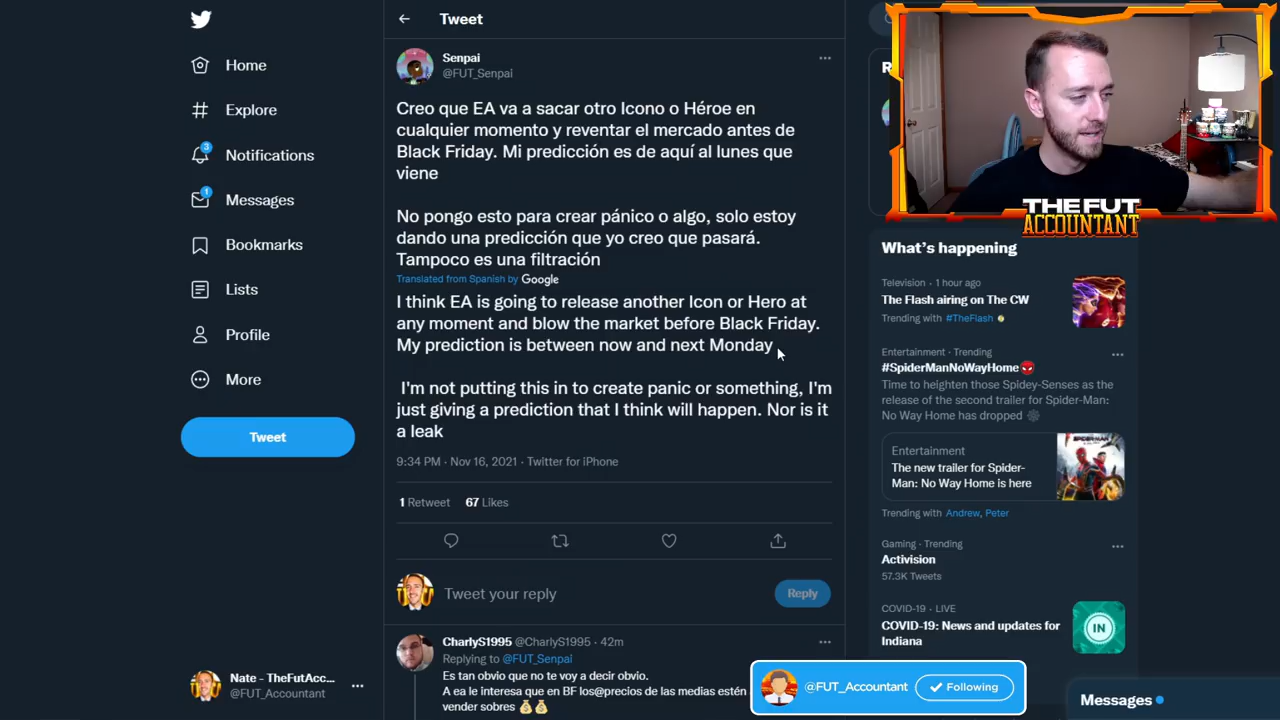 Tweet
Home
Explore
3
Notifications
1
Messages
Bookmarks
Lists
Profile
More
Tweet
Nate - TheFutAcc...
@FUT_Accountant
Senpai
@FUT_Senpai
Creo que EA va a sacar otro Icono o Héroe en
cualquier momento y reventar el mercado antes de
Black Friday. Mi predicción es de aquí al lunes que
viene
No pongo esto para crear pánico o algo, solo estoy
dando una predicción que yo creo que pasará.
Tampoco es una filtración
Translated from Spanish by Google
I think EA is going to release another Icon or Hero at
any moment and blow the market before Black Friday.
My prediction is between now and next Monday
I'm not putting this in to create panic or something, I'm
just giving a prediction that I think will happen. Nor is it
a leak
9:34 PM · Nov 16, 2021 · Twitter for iPhone
1 Retweet 67 Likes
Tweet your reply
Reply
CharlyS1995 @CharlyS1995 · 42m
Replying to @FUT_Senpai
Es tan obvio que no te voy a decir obvio.
A ea le interesa que en BF los@precios de las medias estén
vender sobres
THE FUT
ACCOUNTANT
What's happening
Television · 1 hour ago
The Flash airing on The CW
Trending with #TheFlash
Entertainment · Trending
#SpiderManNoWayHome
Time to heighten those Spidey-Senses as the
release of the second trailer for Spider-Man:
No Way Home has dropped
Entertainment
The new trailer for Spider-
Man: No Way Home is here
Trending with Andrew, Peter
Gaming · Trending
Activision
57.3K Tweets
COVID-19 · LIVE
COVID-19: News and updates for
Indiana
IN
@FUT_Accountant
Following
Messages